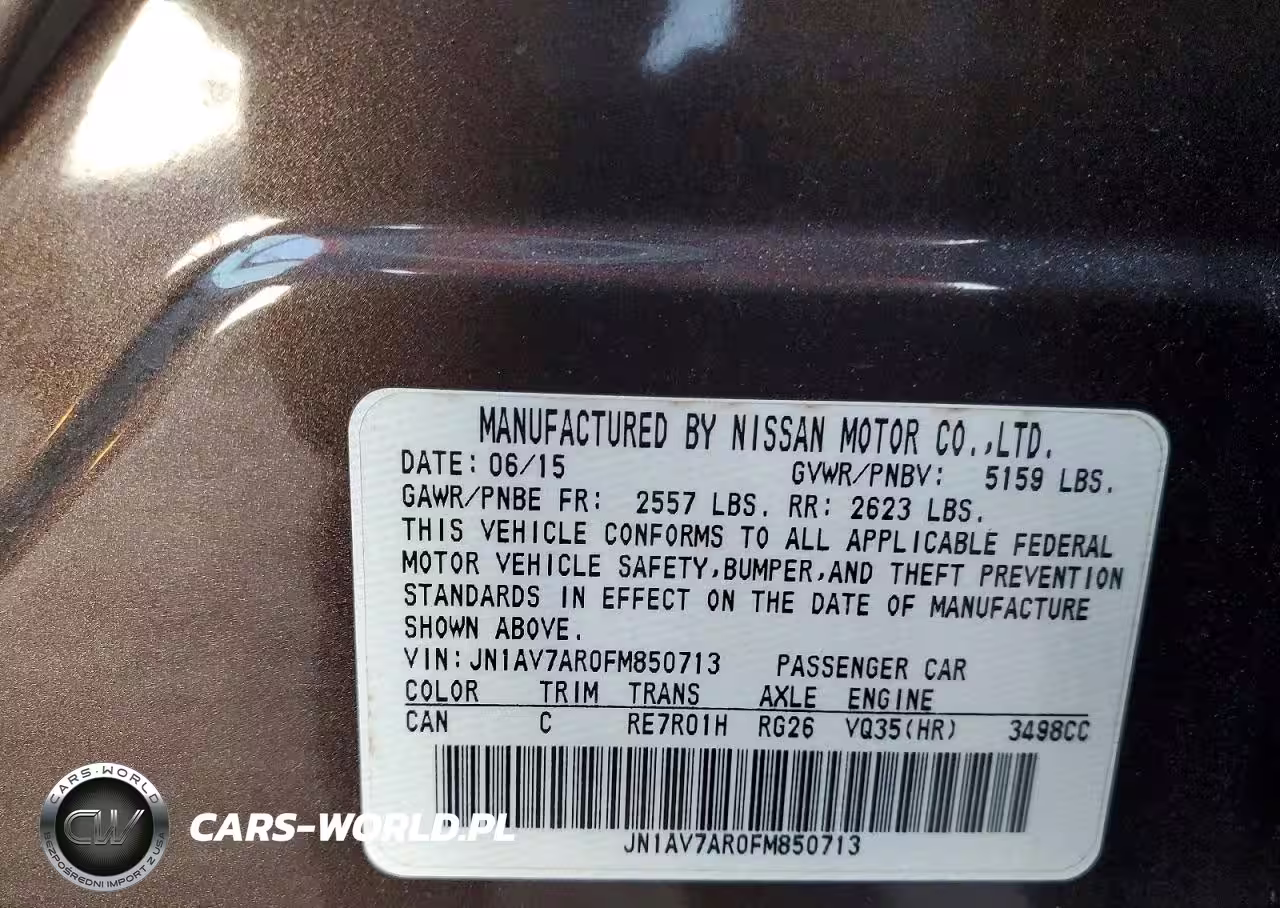 MANUFACTURED BY NISSAN MOTOR CO.,LTD.
DATE: 06/15 GVWR/PNBV: 5159 LBS.
GAWR/PNBE FR: 2557 LBS. RR: 2623 LBS.
THIS VEHICLE CONFORMS TO ALL APPLICABLE FEDERAL
MOTOR VEHICLE SAFETY,BUMPER,AND THEFT PREVENTION
STANDARDS IN EFFECT ON THE DATE OF MANUFACTURE
SHOWN ABOVE.
VIN:JN1AV7AR0FM850713 PASSENGER CAR
COLOR TRIM TRANS AXLE ENGINE
CAN C RE7R01H RG26 VQ35(HR) 3498CC
JN1AV7AR0FM850713
CARS-WORLD
CW
BEZPOŚREDNI IMPORT Z USA
CARS-WORLD.PL